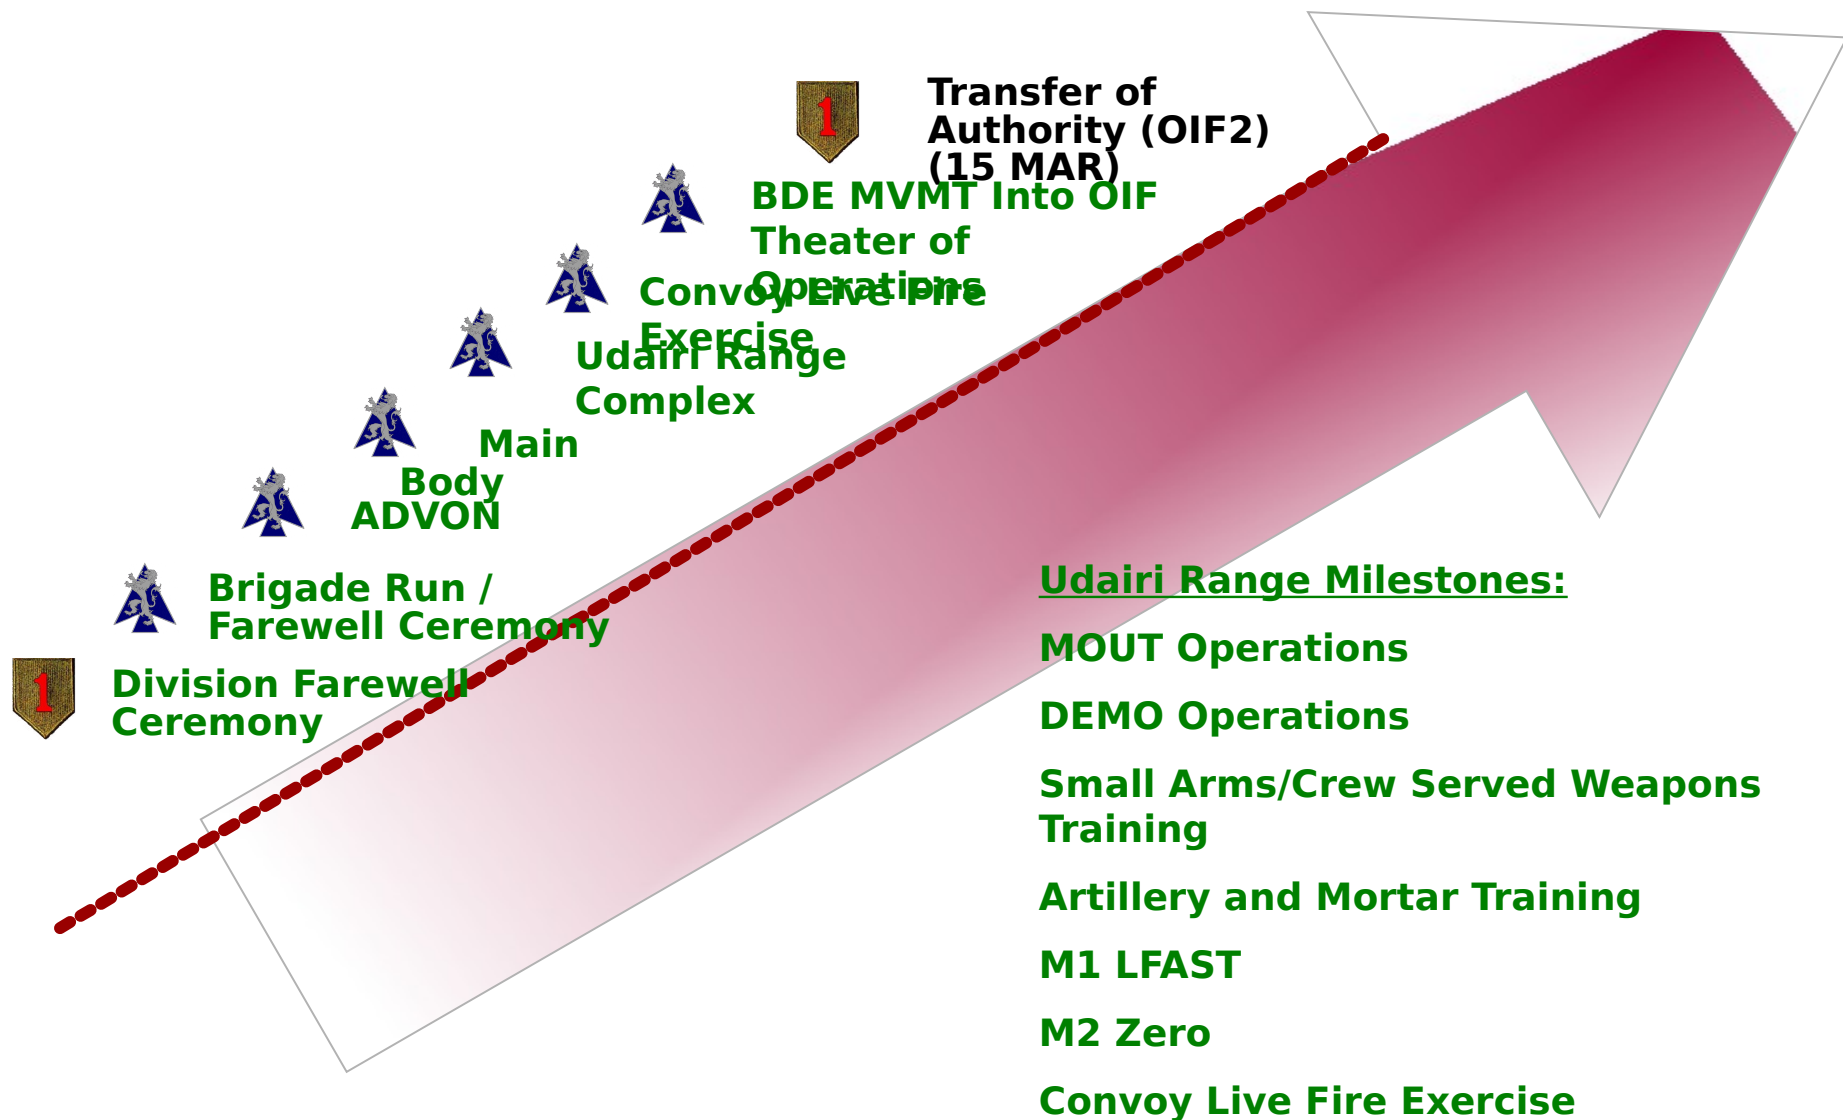 1
Transfer of
Authority (OIF2)
(15 MAR)
BDE MVMT Into OIF
Theater of
Operations
Convoy Live Fire
Exercise
Udairi Range
Complex
Main
Body
ADVON
Brigade Run /
Farewell Ceremony
1
Division Farewell
Ceremony
Udairi Range Milestones:
MOUT Operations
DEMO Operations
Small Arms/Crew Served Weapons
Training
Artillery and Mortar Training
M1 LFAST
M2 Zero
Convoy Live Fire Exercise